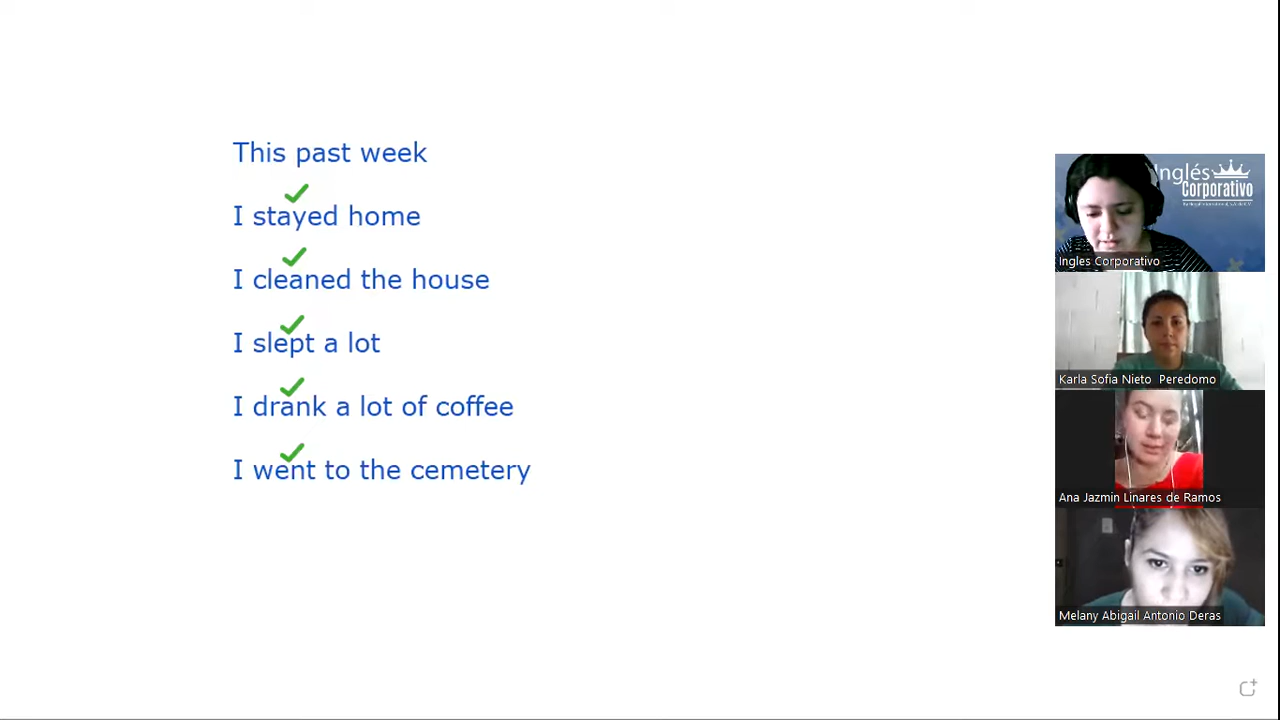 This past week
I stayed home
I cleaned the house
I slept a lot
I drank a lot of coffee
I went to the cemetery
Inglés
Corporativo
Ingles Corporativo
Karla Sofia Nieto Peredomo
Ana Jazmin Linares de Ramos
Melany Abigail Antonio Deras